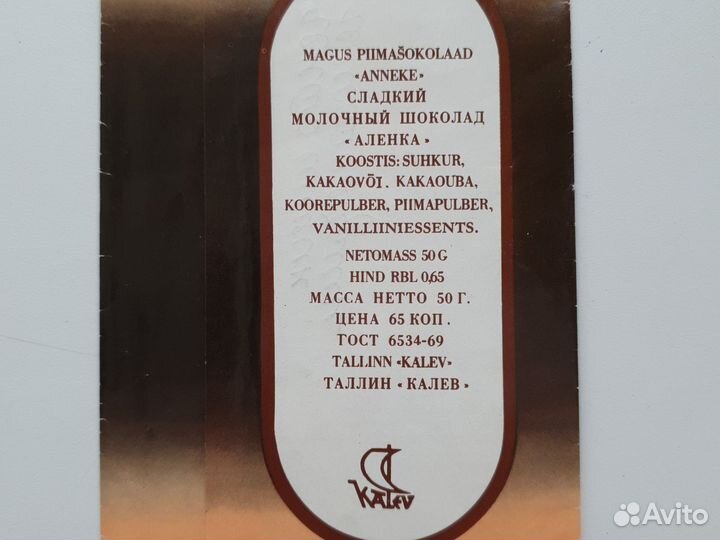 MAGUS PIIMAŠOKOLAAD
«ANNEKE»
СЛАДКИЙ
МОЛОЧНЫЙ ШОКОЛАД
«АЛЕНКА»
KOOSTIS: SUHKUR,
KAKAOVÕI. KAKAOUBA,
KOOREPULBER, PIIMAPULBER,
VANILLIINIESSENTS.
NETOMASS 50 G
HIND RBL 0,65
МАССА НЕТТО 50 Г.
ЦЕНА 65 КОП.
ГОСТ 6534-69
TALLINN «KALEV»
ТАЛЛИН «КАЛЕВ»
KALEV
Avito